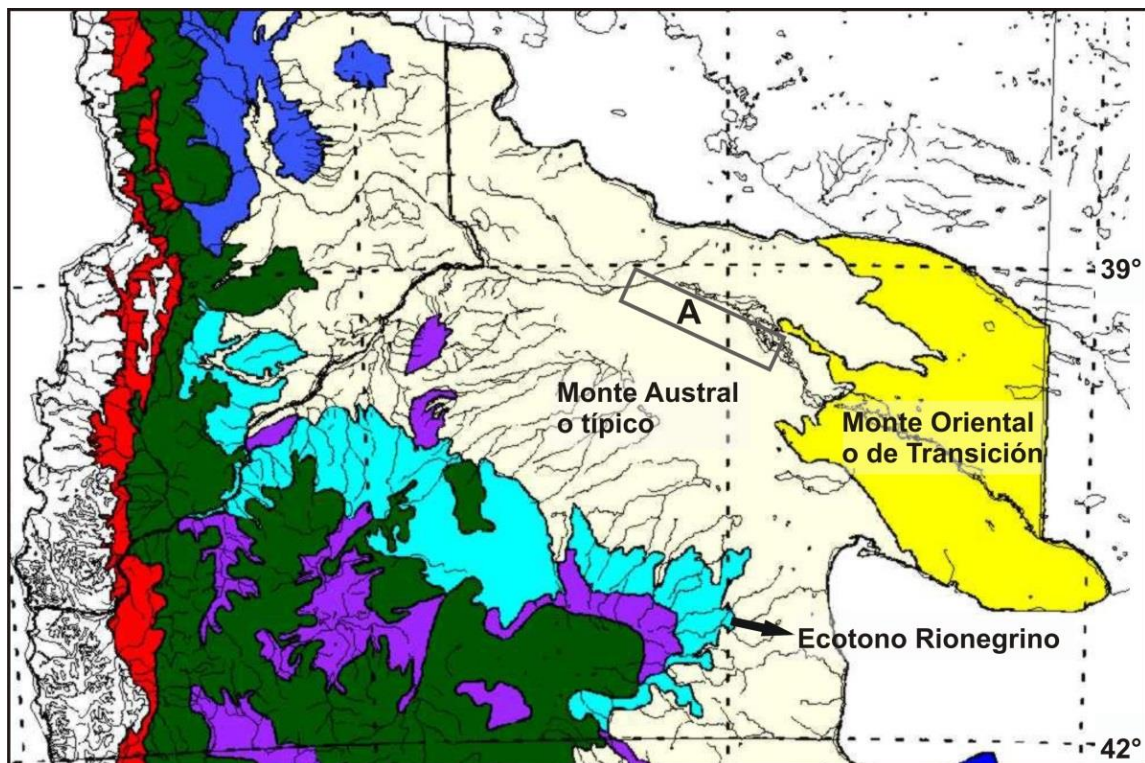 39°
A
Monte Austral
o típico
Monte Oriental
o de Transición
Ecotono Rionegrino
42°